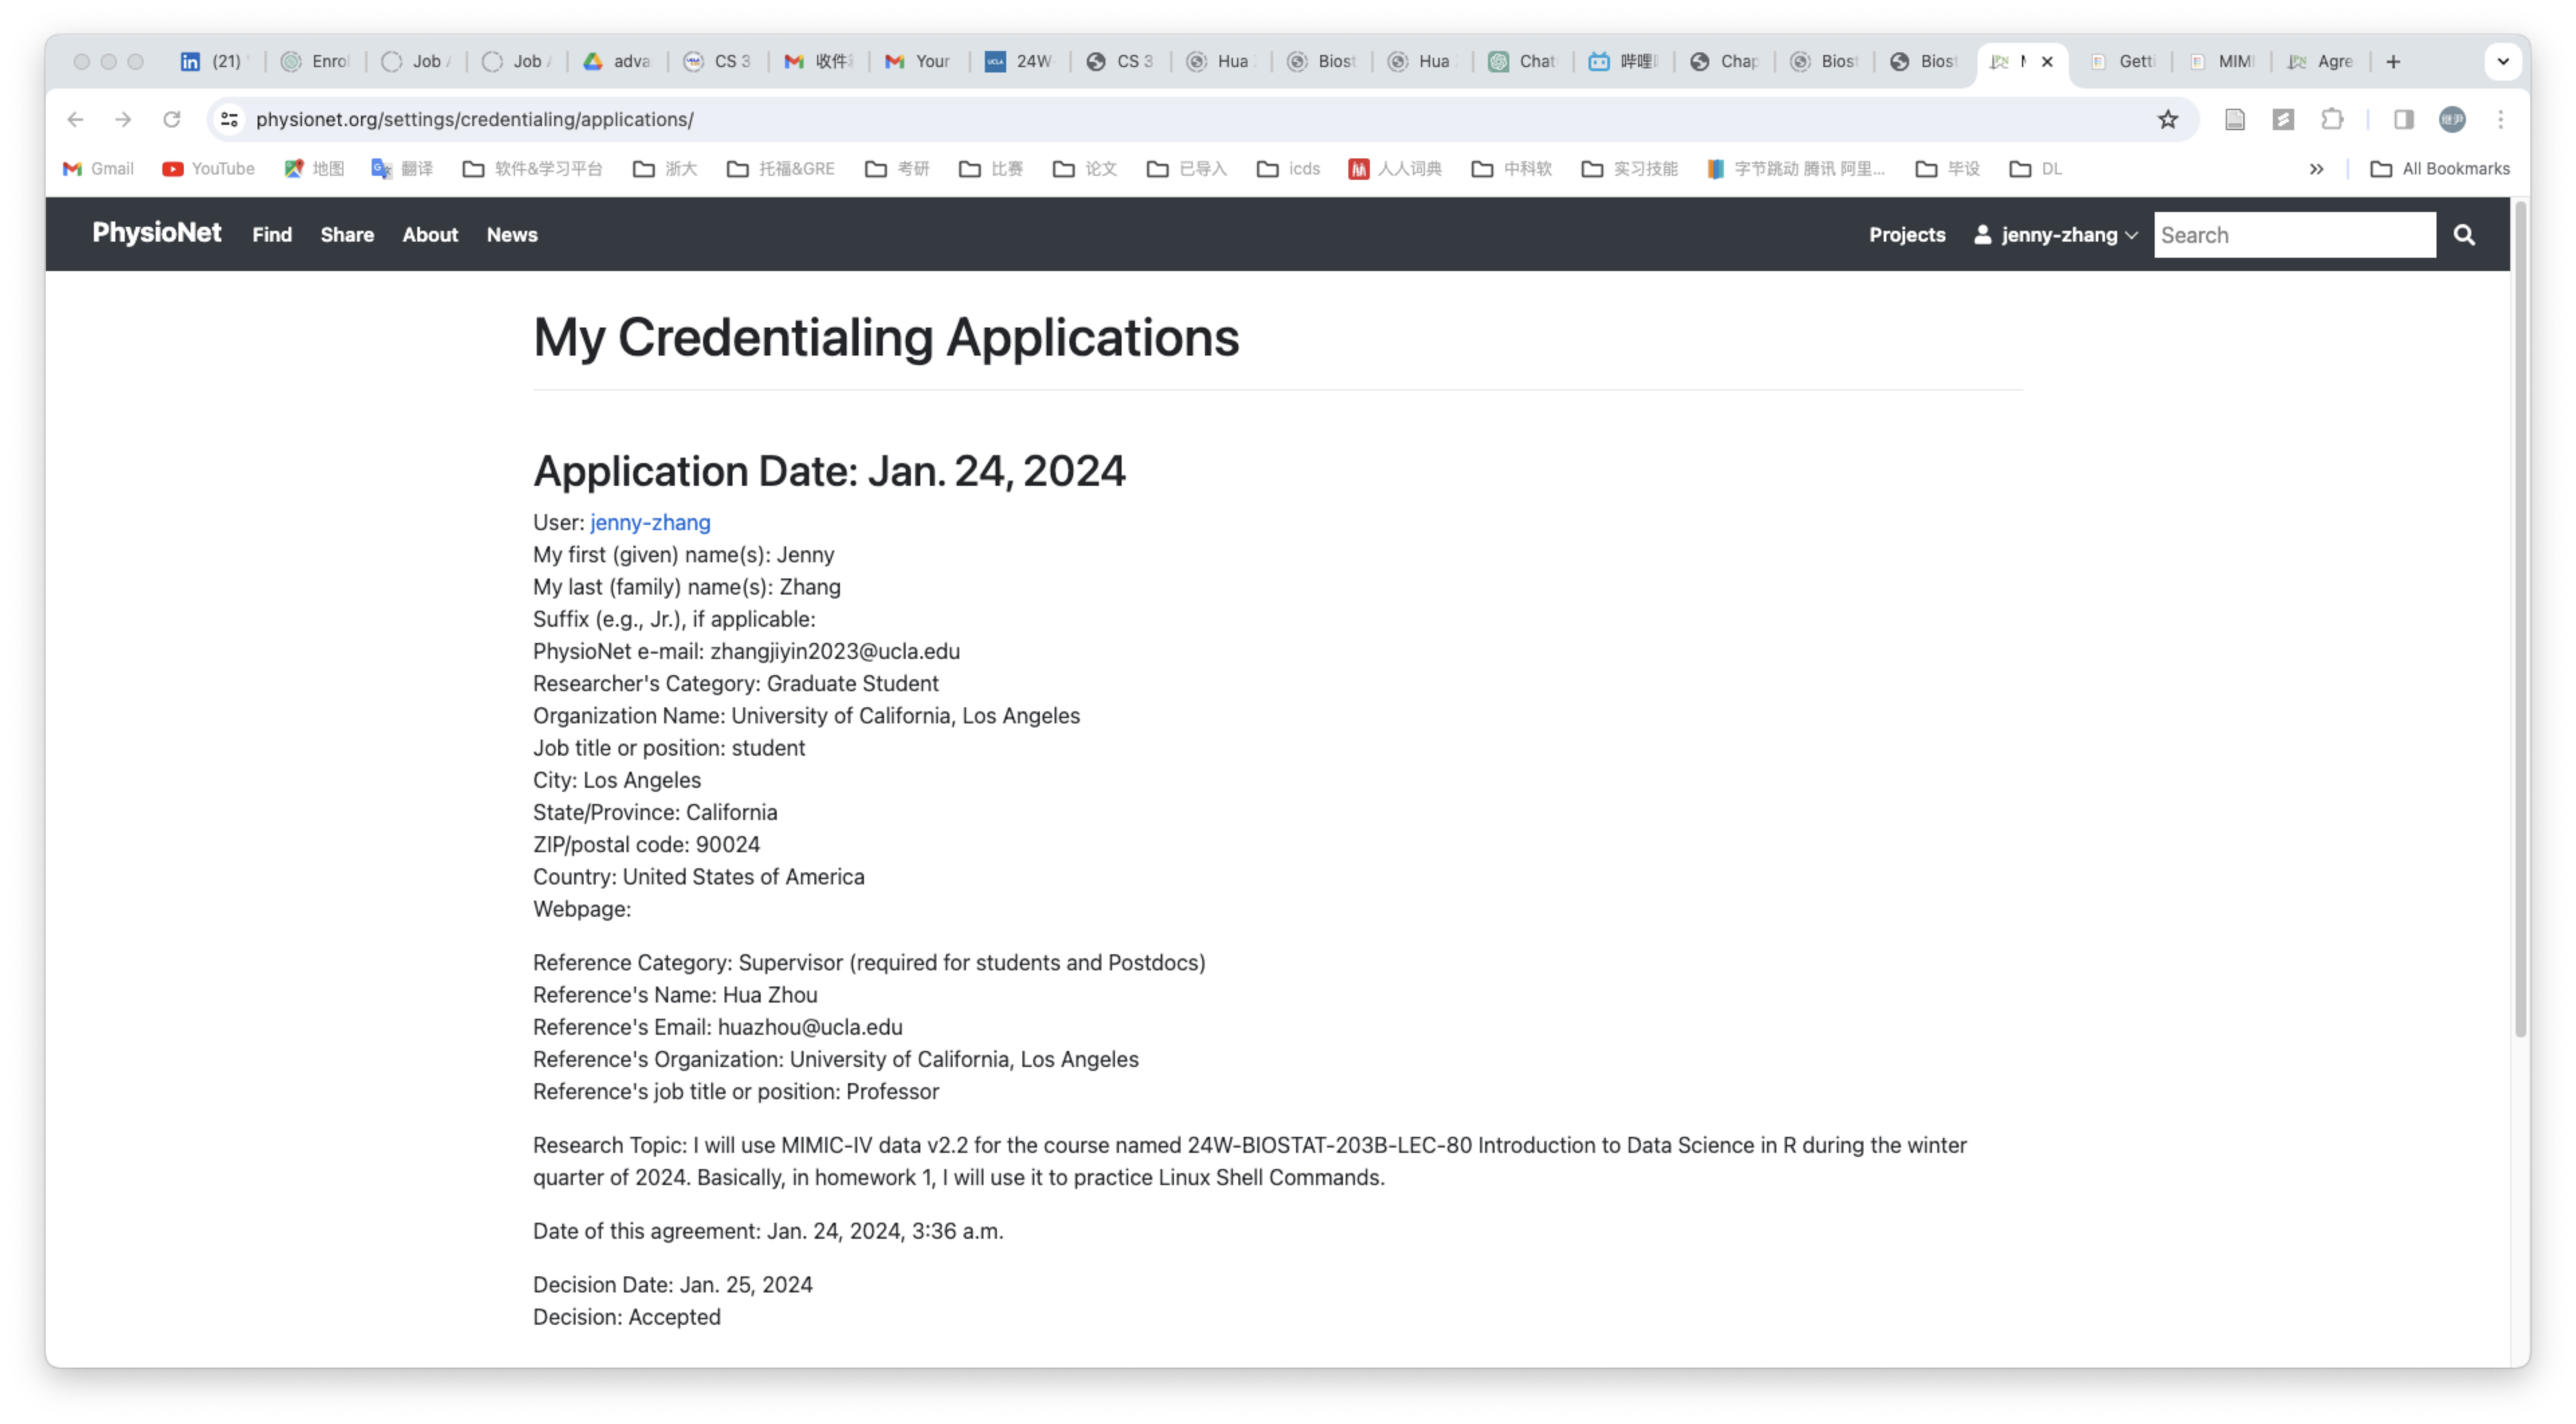 (21)
Enrol
Job
Job
adva
CS 3
收件
Your
UCLA
24W
CS 3
Hua
Bios
Hua
Chat
哔哩
Chap
Bios
Bios
Getti
MIMI
Agre
physionet.org/settings/credentialing/applications/
Gmail
YouTube
地图
翻译
软件&学习平台
浙大
托福&GRE
考研
比赛
论文
已导入
icds
人人词典
中科软
实习技能
字节跳动 腾讯 阿里...
毕设
DL
All Bookmarks
PhysioNet Find Share About News Projects jenny-zhang Search
My Credentialing Applications
Application Date: Jan. 24, 2024
User: jenny-zhang
My first (given) name(s): Jenny
My last (family) name(s): Zhang
Suffix (e.g., Jr.), if applicable:
PhysioNet e-mail: zhangjiyin2023@ucla.edu
Researcher's Category: Graduate Student
Organization Name: University of California, Los Angeles
Job title or position: student
City: Los Angeles
State/Province: California
ZIP/postal code: 90024
Country: United States of America
Webpage:
Reference Category: Supervisor (required for students and Postdocs)
Reference's Name: Hua Zhou
Reference's Email: huazhou@ucla.edu
Reference's Organization: University of California, Los Angeles
Reference's job title or position: Professor
Research Topic: I will use MIMIC-IV data v2.2 for the course named 24W-BIOSTAT-203B-LEC-80 Introduction to Data Science in R during the winter
quarter of 2024. Basically, in homework 1, I will use it to practice Linux Shell Commands.
Date of this agreement: Jan. 24, 2024, 3:36 a.m.
Decision Date: Jan. 25, 2024
Decision: Accepted